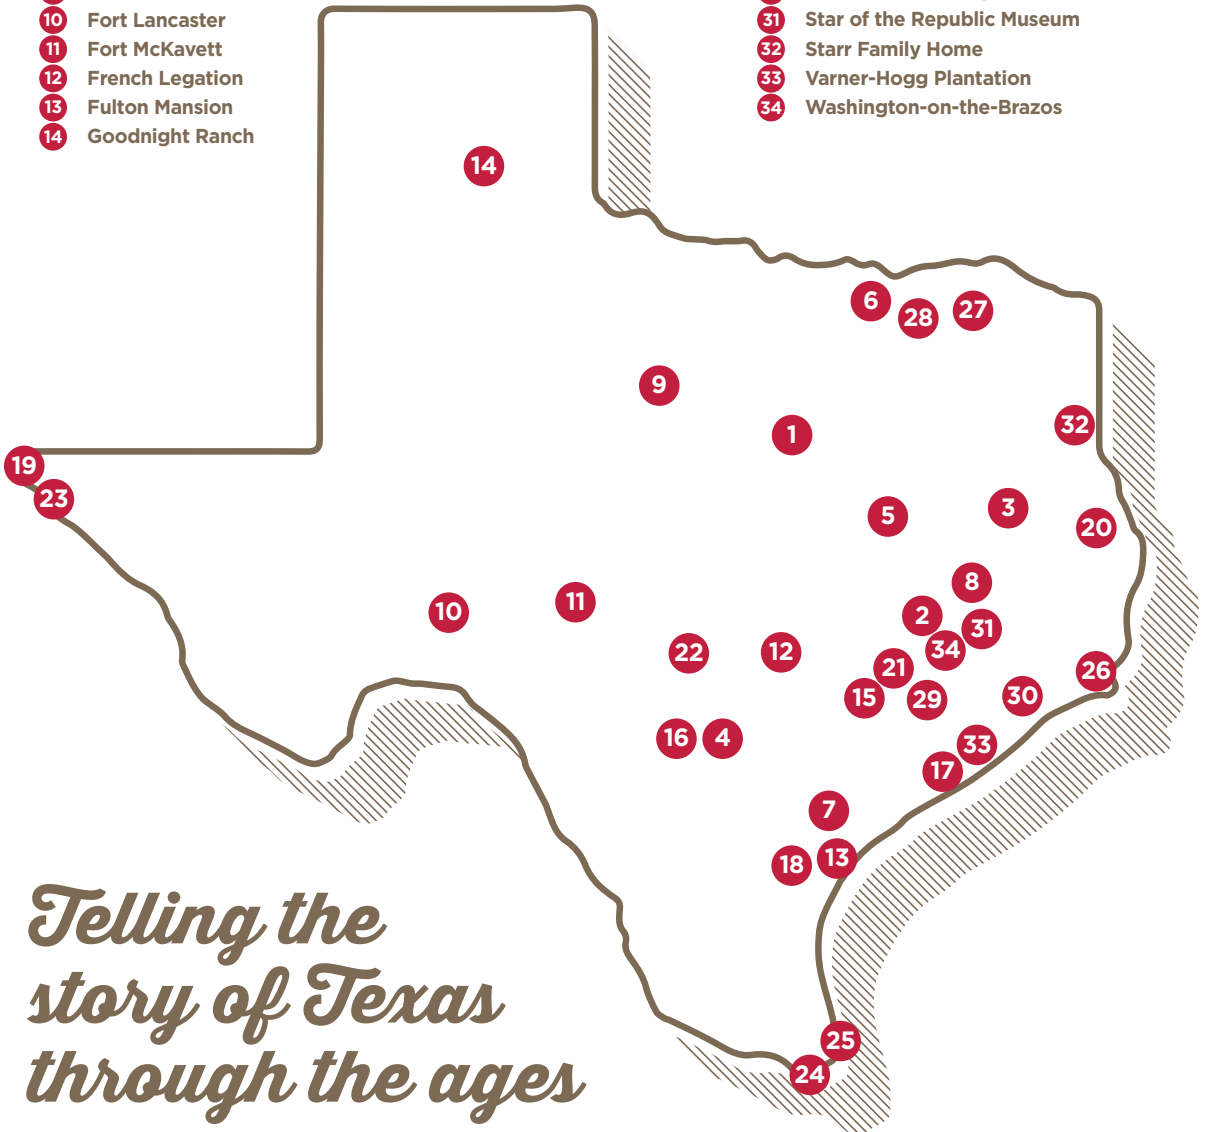 10 Fort Lancaster
11 Fort McKavett
12 French Legation
13 Fulton Mansion
14 Goodnight Ranch
31 Star of the Republic Museum
32 Starr Family Home
33 Varner-Hogg Plantation
34 Washington-on-the-Brazos
14
6
28
27
9
1
32
19
23
5
3
20
8
10
11
2
31
22
12
34
21
26
15
29
30
16
4
33
17
7
18
13
Telling the
story of Texas
through the ages
25
24